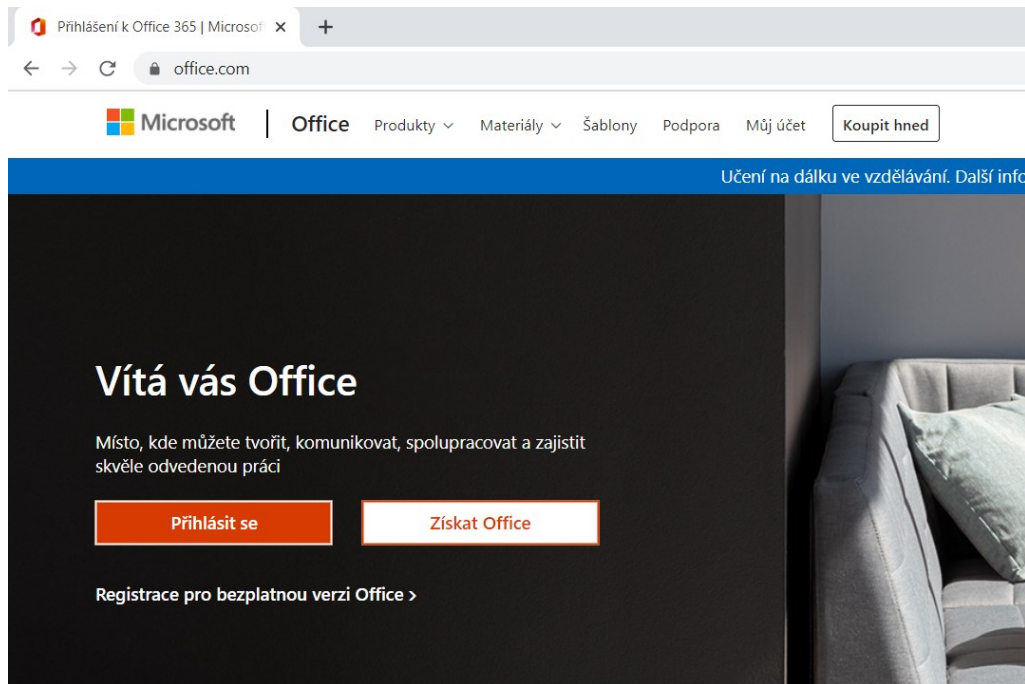 Přihlášení k Office 365 | Microsof
office.com
Microsoft Office Produkty Materiály Šablony Podpora Můj účet Koupit hned
Učení na dálku ve vzdělávání. Další info
Vítá vás Office
Místo, kde můžete tvořit, komunikovat, spolupracovat a zajistit
skvěle odvedenou práci
Přihlásit se Získat Office
Registrace pro bezplatnou verzi Office >